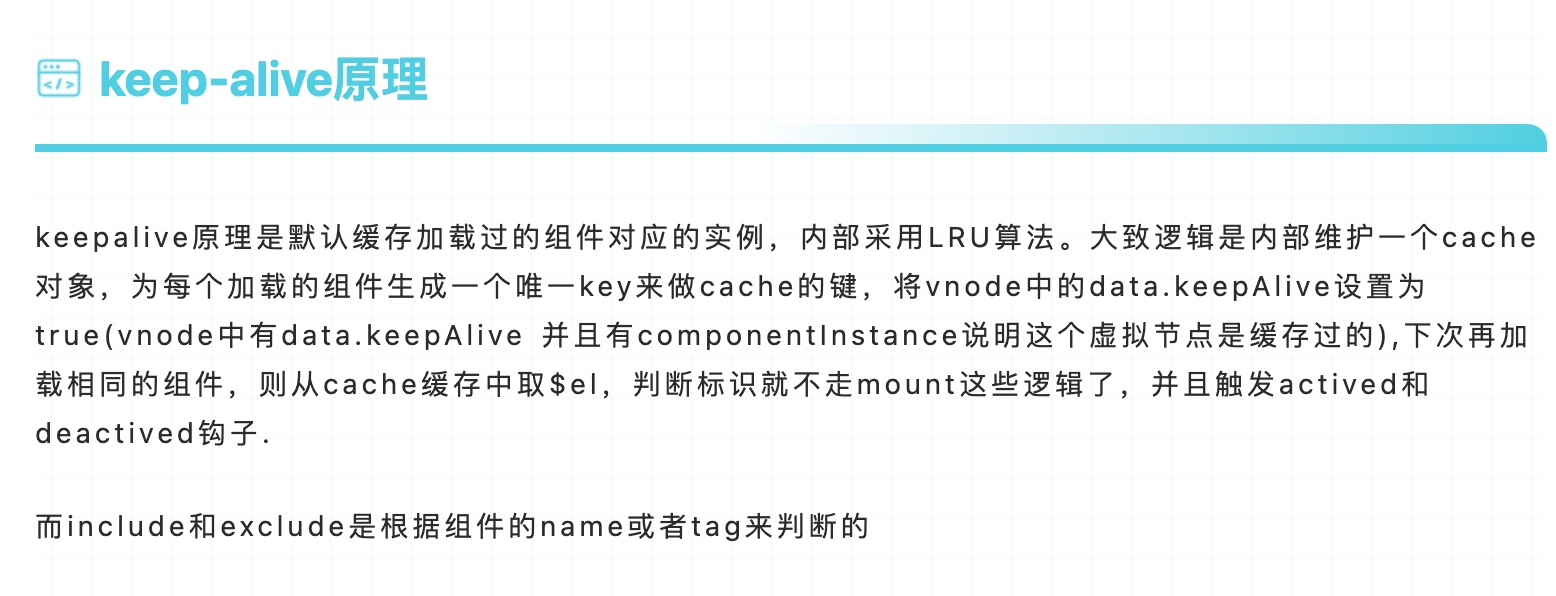 keep-alive原理
keepalive原理是默认缓存加载过的组件对应的实例，内部采用LRU算法。大致逻辑是内部维护一个cache
对象，为每个加载的组件生成一个唯一key来做cache的键，将vnode中的data.keepAlive设置为
true(vnode中有data.keepAlive 并且有componentInstance说明这个虚拟节点是缓存过的),下次再加
载相同的组件，则从cache缓存中取$el，判断标识就不走mount这些逻辑了，并且触发actived和
deactived钩子.
而include和exclude是根据组件的name或者tag来判断的